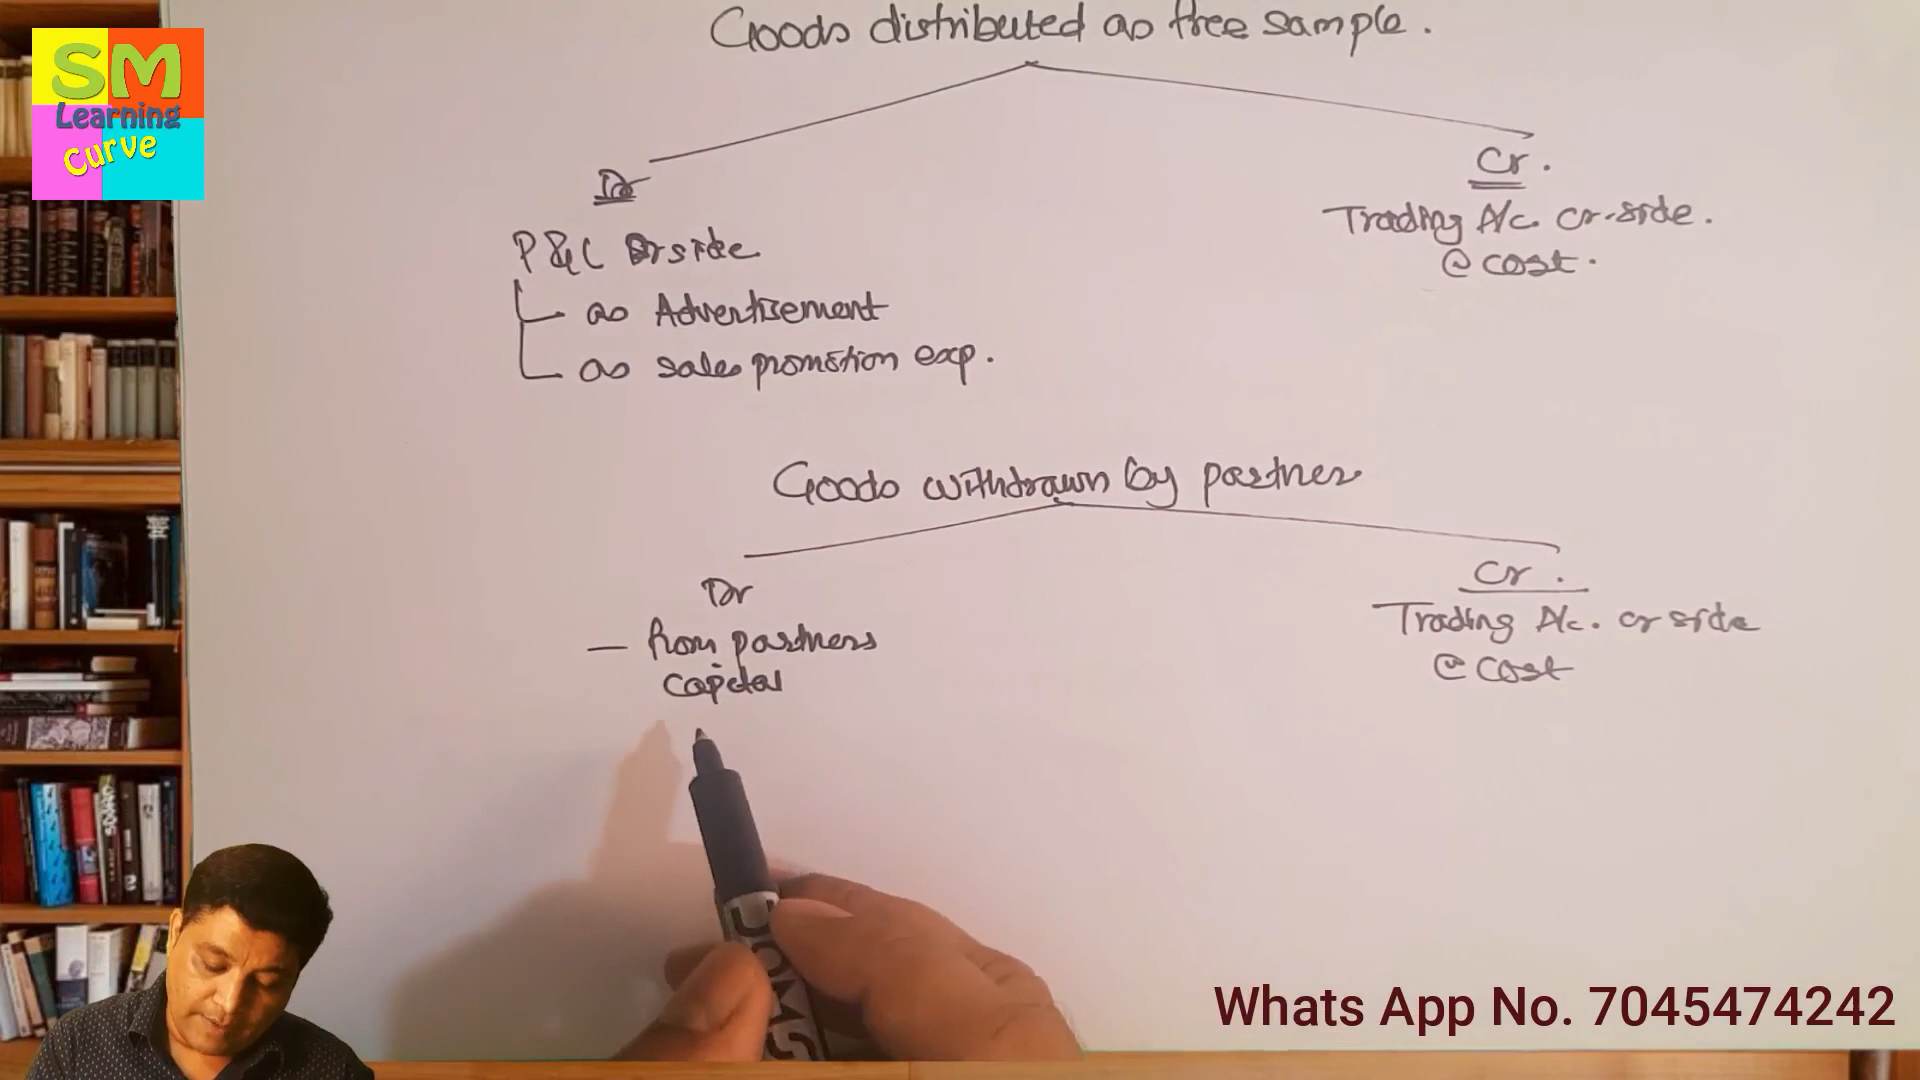 SM
Learning
Curve
Goods distributed as free sample.
Dr
Cr.
P&L Dr side
Trading A/c. cr-side.
@ cost.
as Advertisement
as sales promotion exp.
Goods withdrawn by partner
Dr
Cr.
— from partners
capital
Trading A/c. cr side
@ cost
DOMS
Whats App No. 7045474242